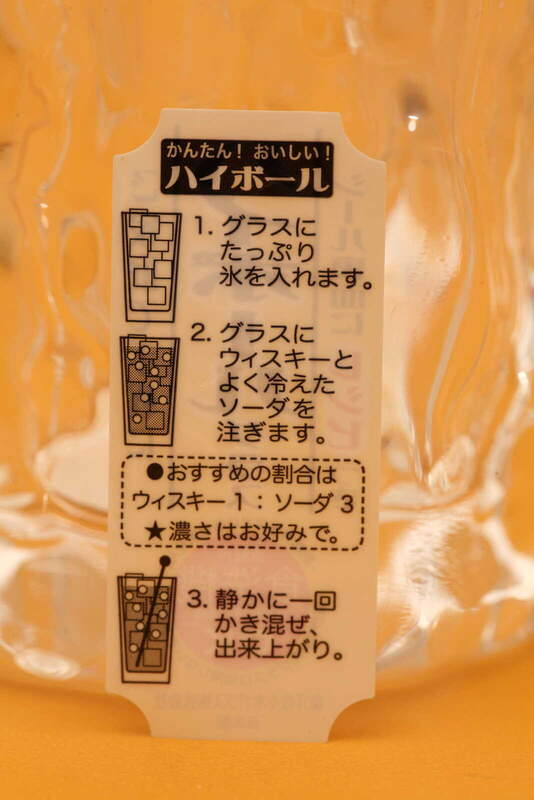 かんたん! おいしい!
ハイボール
1. グラスに
たっぷり
氷を入れます。
2. グラスに
ウィスキーと
よく冷えた
ソーダを
注ぎます。
●おすすめの割合は
ウィスキー1:ソーダ3
★濃さはお好みで。
3. 静かに一回
かき混ぜ、
出来上がり。